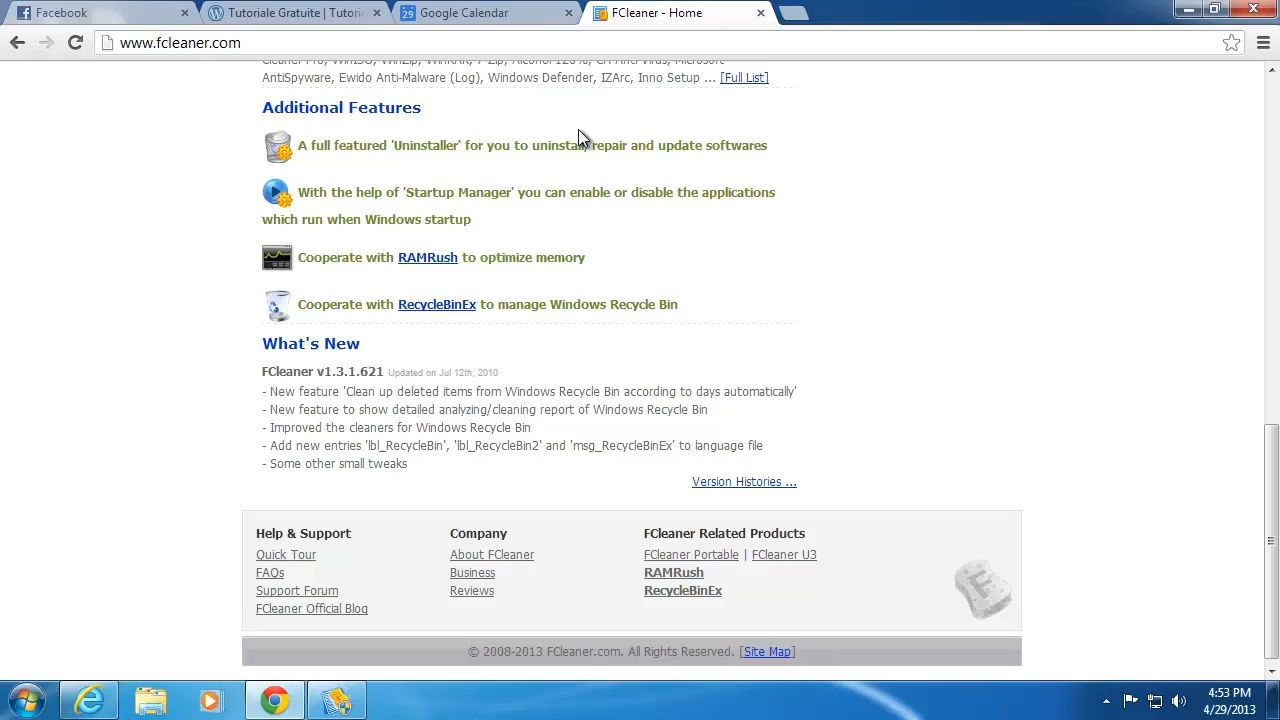 Facebook
Tutoriale Gratuite | Tutori
29 Google Calendar
FCleaner - Home
www.fcleaner.com
AntiSpyware, Ewido Anti-Malware (Log), Windows Defender, IZArc, Inno Setup ... [Full List]
Additional Features
A full featured 'Uninstaller' for you to uninstall, repair and update softwares
With the help of 'Startup Manager' you can enable or disable the applications
which run when Windows startup
Cooperate with RAMRush to optimize memory
Cooperate with RecycleBinEx to manage Windows Recycle Bin
What's New
FCleaner v1.3.1.621 Updated on Jul 12th, 2010
- New feature 'Clean up deleted items from Windows Recycle Bin according to days automatically'
- New feature to show detailed analyzing/cleaning report of Windows Recycle Bin
- Improved the cleaners for Windows Recycle Bin
- Add new entries 'lbl_RecycleBin', 'lbl_RecycleBin2' and 'msg_RecycleBinEx' to language file
- Some other small tweaks
Version Histories ...
Help & Support Company FCleaner Related Products
Quick Tour About FCleaner FCleaner Portable | FCleaner U3
FAQs Business RAMRush
Support Forum Reviews RecycleBinEx
FCleaner Official Blog
© 2008-2013 FCleaner.com. All Rights Reserved. [Site Map]
4:53 PM
4/29/2013